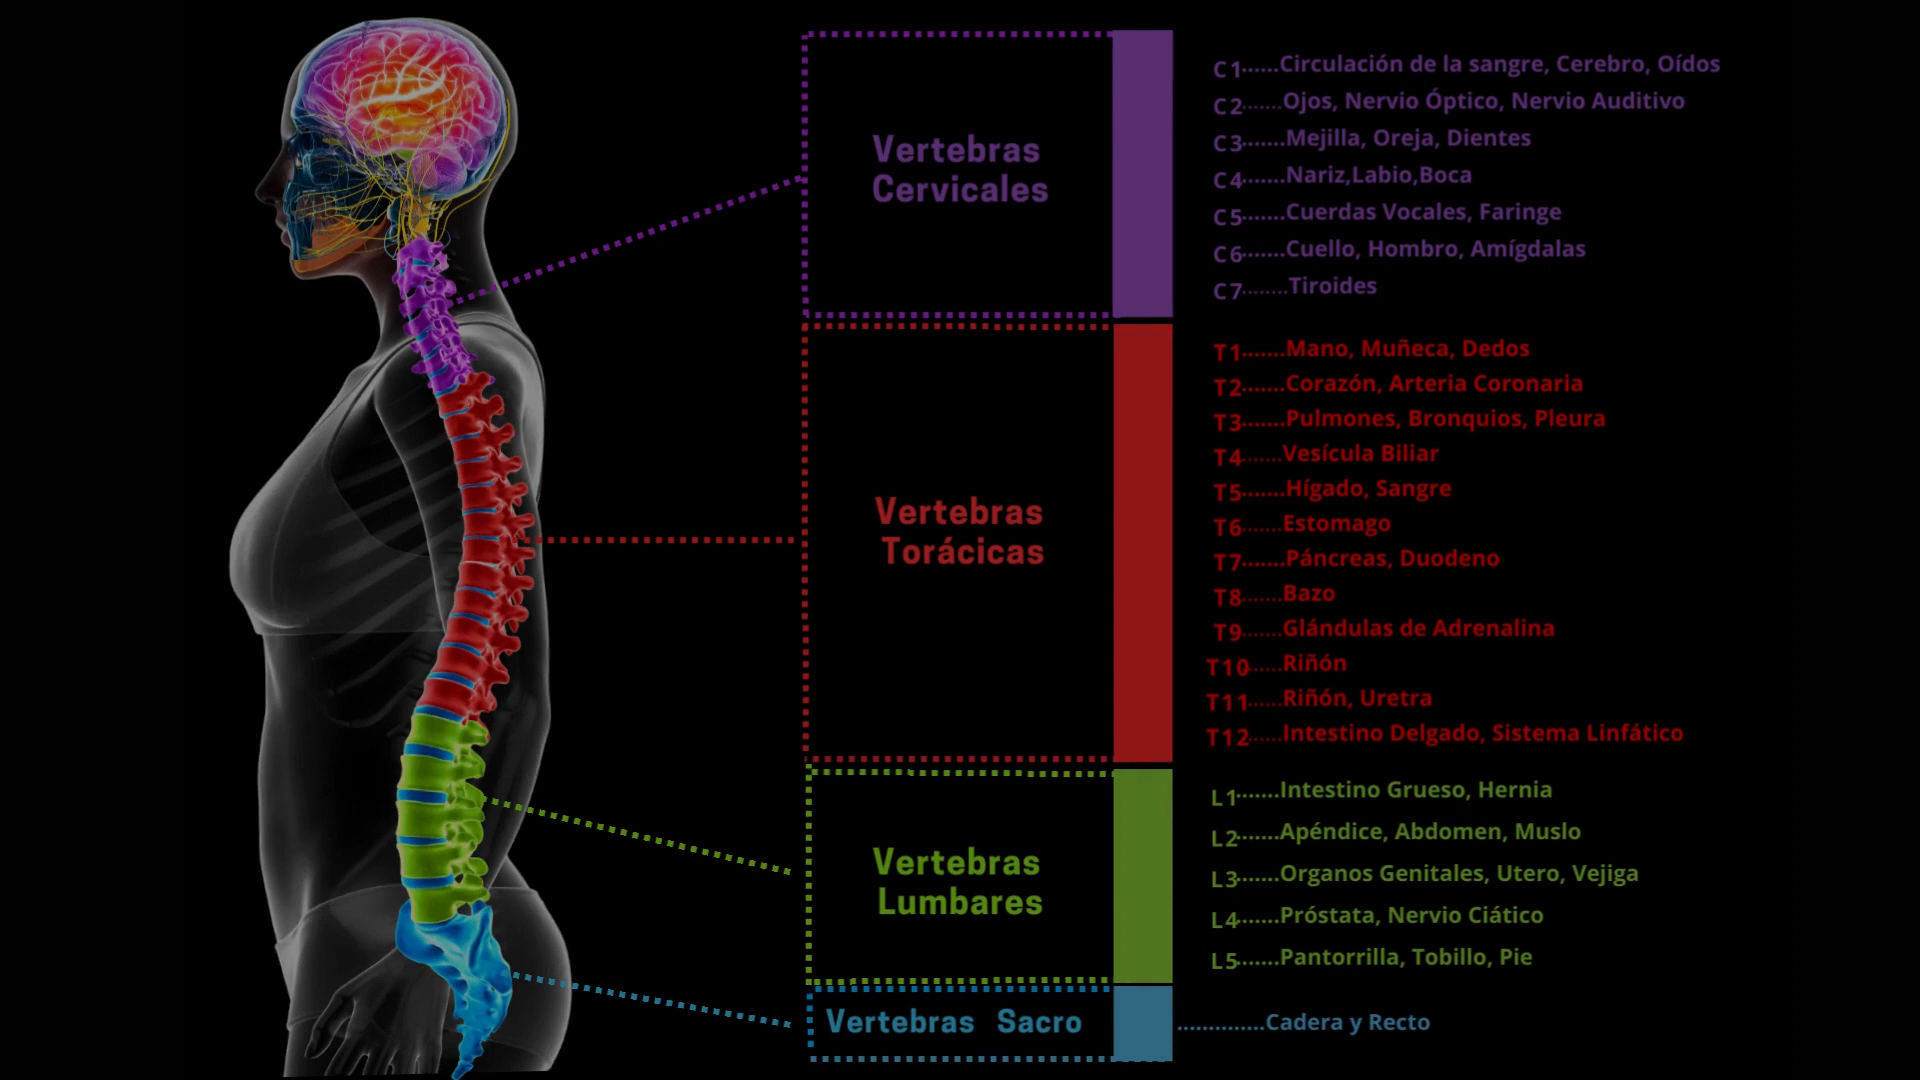 Vertebras
Cervicales
C1......Circulación de la sangre, Cerebro, Oídos
C2.......Ojos, Nervio Óptico, Nervio Auditivo
C3.......Mejilla, Oreja, Dientes
C4.......Nariz,Labio,Boca
C5.......Cuerdas Vocales, Faringe
C6.......Cuello, Hombro, Amígdalas
C7........Tiroides
Vertebras
Torácicas
T1.......Mano, Muñeca, Dedos
T2.......Corazón, Arteria Coronaria
T3.......Pulmones, Bronquios, Pleura
T4.......Vesícula Biliar
T5.......Hígado, Sangre
T6.......Estomago
T7.......Páncreas, Duodeno
T8.......Bazo
T9.......Glándulas de Adrenalina
T10......Riñón
T11......Riñón, Uretra
T12......Intestino Delgado, Sistema Linfático
Vertebras
Lumbares
L1.......Intestino Grueso, Hernia
L2.......Apéndice, Abdomen, Muslo
L3.......Organos Genitales, Utero, Vejiga
L4.......Próstata, Nervio Ciático
L5.......Pantorrilla, Tobillo, Pie
Vertebras Sacro
..............Cadera y Recto